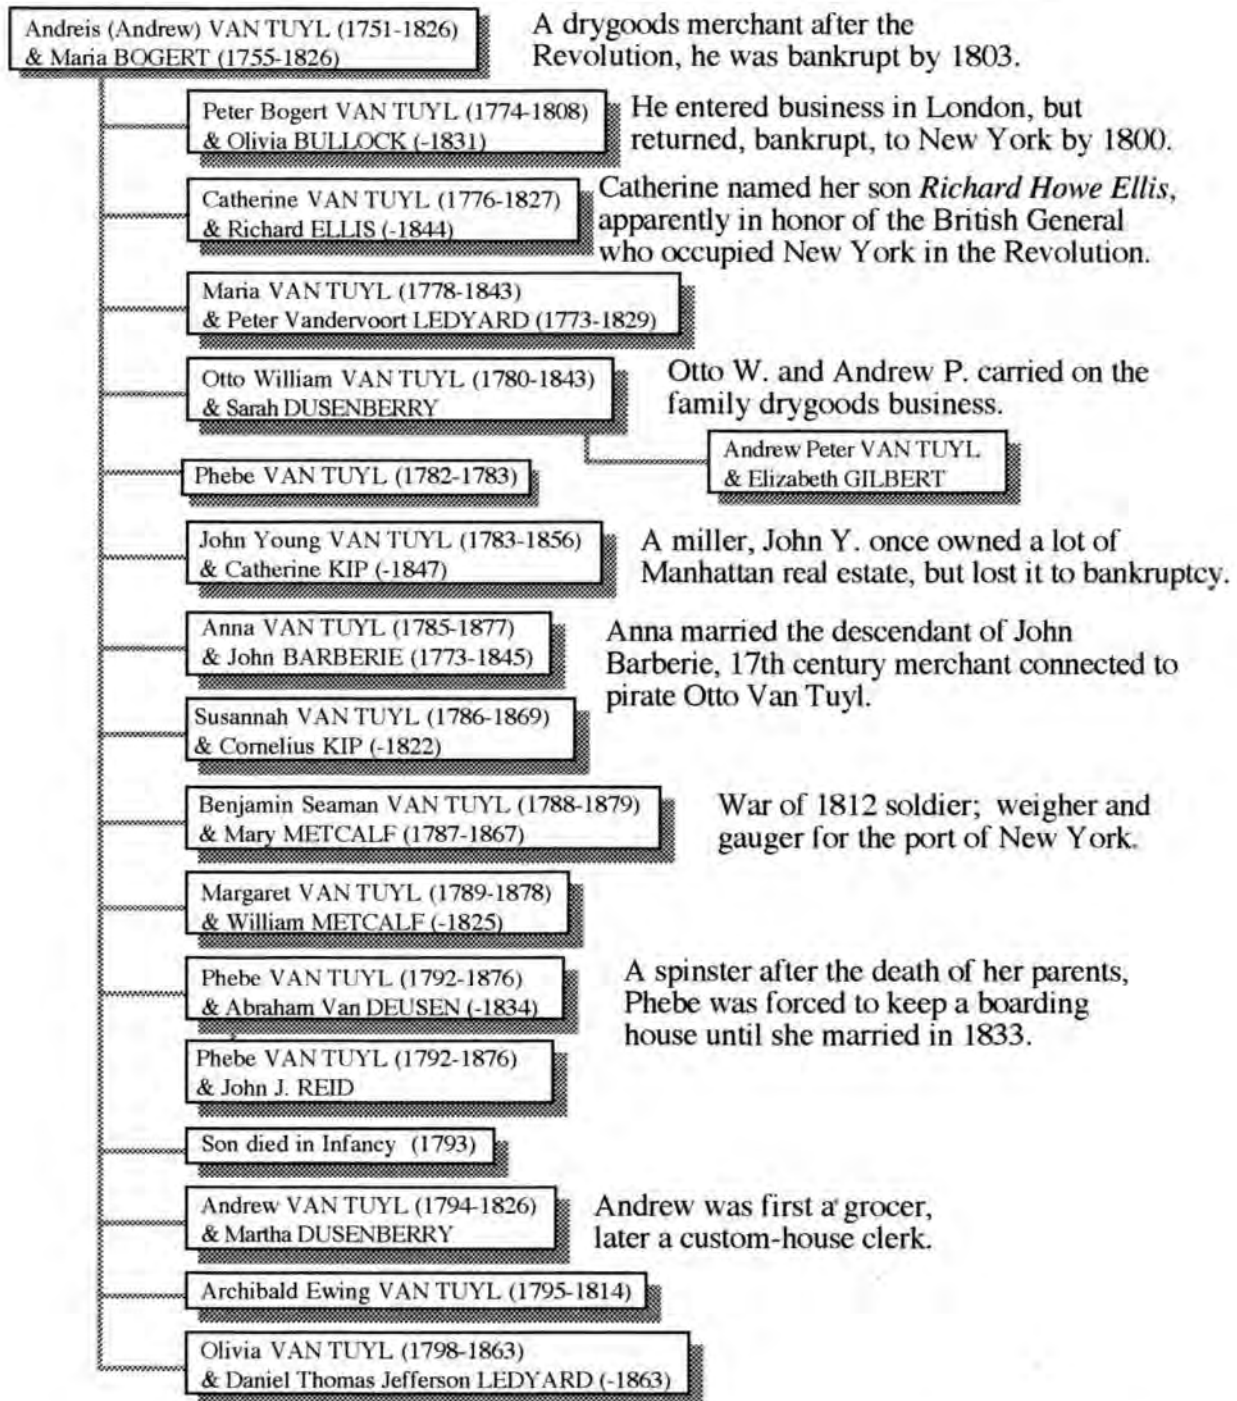 Andreis (Andrew) VAN TUYL (1751-1826)
& Maria BOGERT (1755-1826)
A drygoods merchant after the
Revolution, he was bankrupt by 1803.
Peter Bogert VAN TUYL (1774-1808)
& Olivia BULLOCK (-1831)
He entered business in London, but
returned, bankrupt, to New York by 1800.
Catherine VAN TUYL (1776-1827)
& Richard ELLIS (-1844)
Catherine named her son Richard Howe Ellis,
apparently in honor of the British General
who occupied New York in the Revolution.
Maria VAN TUYL (1778-1843)
& Peter Vandervoort LEDYARD (1773-1829)
Otto William VAN TUYL (1780-1843)
& Sarah DUSENBERRY
Otto W. and Andrew P. carried on the
family drygoods business.
Andrew Peter VAN TUYL
& Elizabeth GILBERT
Phebe VAN TUYL (1782-1783)
John Young VAN TUYL (1783-1856)
& Catherine KIP (-1847)
A miller, John Y. once owned a lot of
Manhattan real estate, but lost it to bankruptcy.
Anna VAN TUYL (1785-1877)
& John BARBERIE (1773-1845)
Anna married the descendant of John
Barberie, 17th century merchant connected to
pirate Otto Van Tuyl.
Susannah VAN TUYL (1786-1869)
& Cornelius KIP (-1822)
Benjamin Seaman VAN TUYL (1788-1879)
& Mary METCALF (1787-1867)
War of 1812 soldier; weigher and
gauger for the port of New York.
Margaret VAN TUYL (1789-1878)
& William METCALF (-1825)
Phebe VAN TUYL (1792-1876)
& Abraham Van DEUSEN (-1834)
A spinster after the death of her parents,
Phebe was forced to keep a boarding
house until she married in 1833.
Phebe VAN TUYL (1792-1876)
& John J. REID
Son died in Infancy (1793)
Andrew VAN TUYL (1794-1826)
& Martha DUSENBERRY
Andrew was first a grocer,
later a custom-house clerk.
Archibald Ewing VAN TUYL (1795-1814)
Olivia VAN TUYL (1798-1863)
& Daniel Thomas Jefferson LEDYARD (-1863)